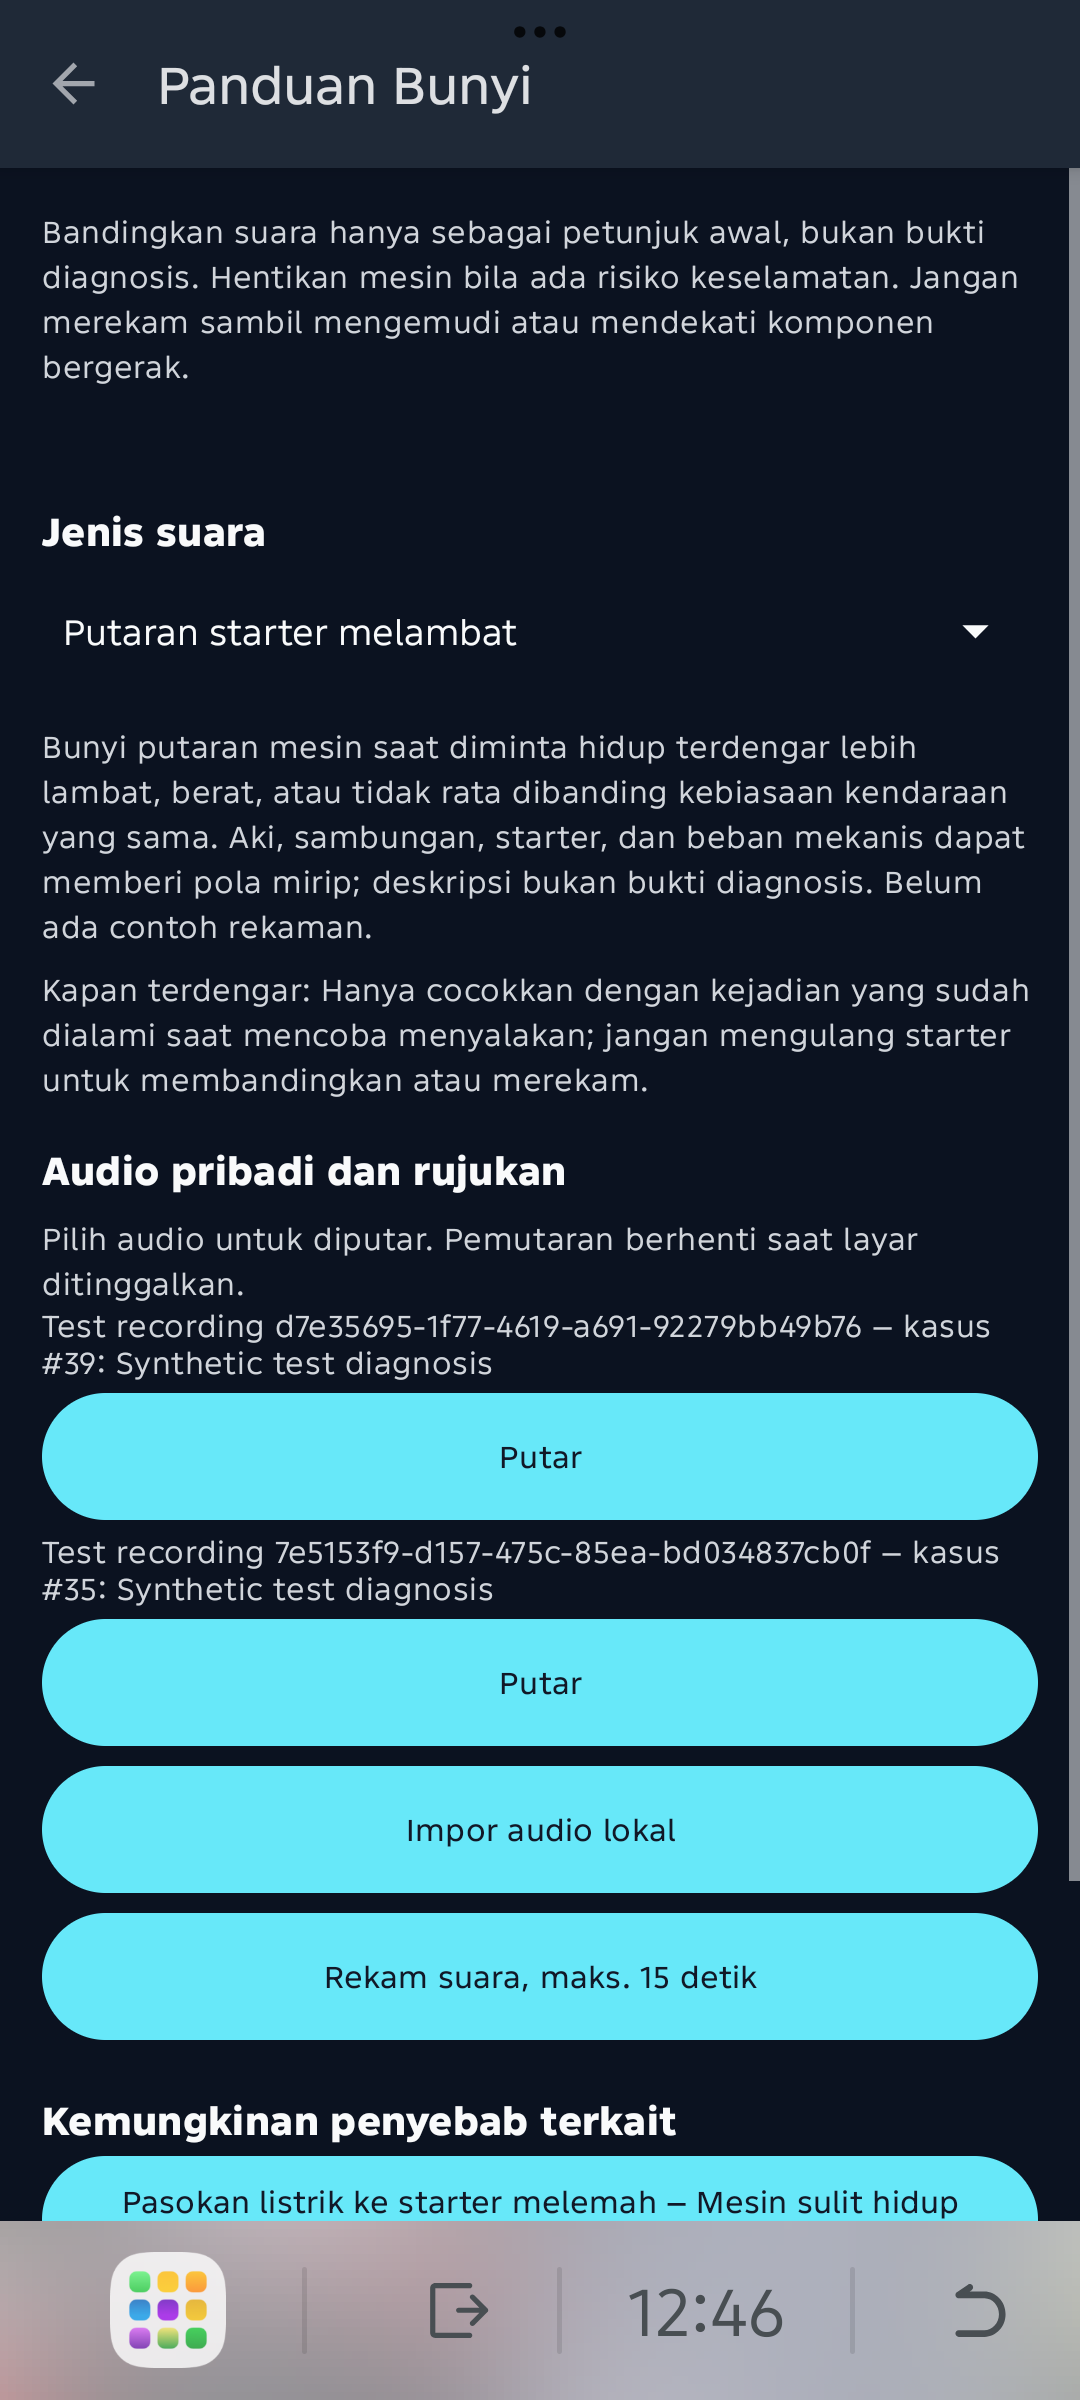 Panduan Bunyi
Bandingkan suara hanya sebagai petunjuk awal, bukan bukti
diagnosis. Hentikan mesin bila ada risiko keselamatan. Jangan
merekam sambil mengemudi atau mendekati komponen
bergerak.
Jenis suara
Putaran starter melambat
Bunyi putaran mesin saat diminta hidup terdengar lebih
lambat, berat, atau tidak rata dibanding kebiasaan kendaraan
yang sama. Aki, sambungan, starter, dan beban mekanis dapat
memberi pola mirip; deskripsi bukan bukti diagnosis. Belum
ada contoh rekaman.
Kapan terdengar: Hanya cocokkan dengan kejadian yang sudah
dialami saat mencoba menyalakan; jangan mengulang starter
untuk membandingkan atau merekam.
Audio pribadi dan rujukan
Pilih audio untuk diputar. Pemutaran berhenti saat layar
ditinggalkan.
Test recording d7e35695-1f77-4619-a691-92279bb49b76 – kasus
#39: Synthetic test diagnosis
Putar
Test recording 7e5153f9-d157-475c-85ea-bd034837cb0f – kasus
#35: Synthetic test diagnosis
Putar
Impor audio lokal
Rekam suara, maks. 15 detik
Kemungkinan penyebab terkait
Pasokan listrik ke starter melemah – Mesin sulit hidup
12:46